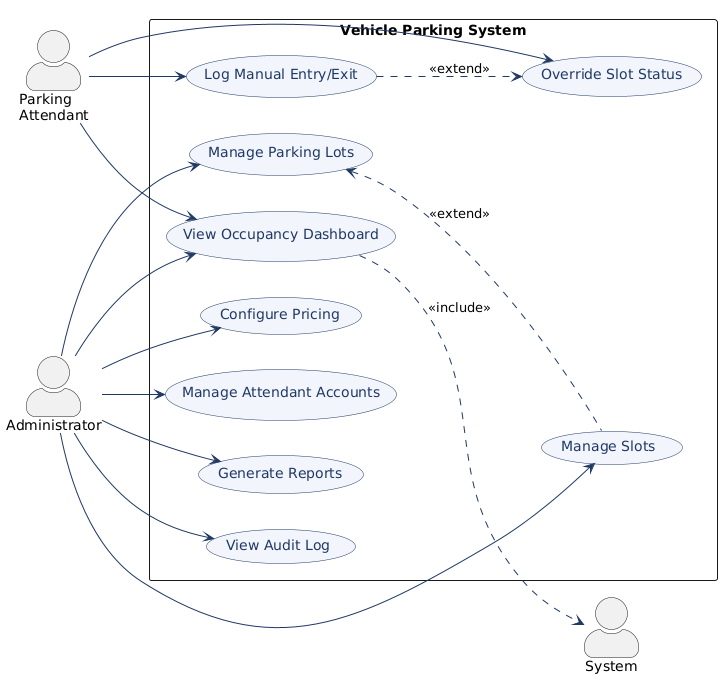 Vehicle Parking System
Log Manual Entry/Exit
«extend»
Override Slot Status
Parking
Attendant
Manage Parking Lots
«extend»
View Occupancy Dashboard
«include»
Configure Pricing
Manage Attendant Accounts
Administrator
Manage Slots
Generate Reports
View Audit Log
System